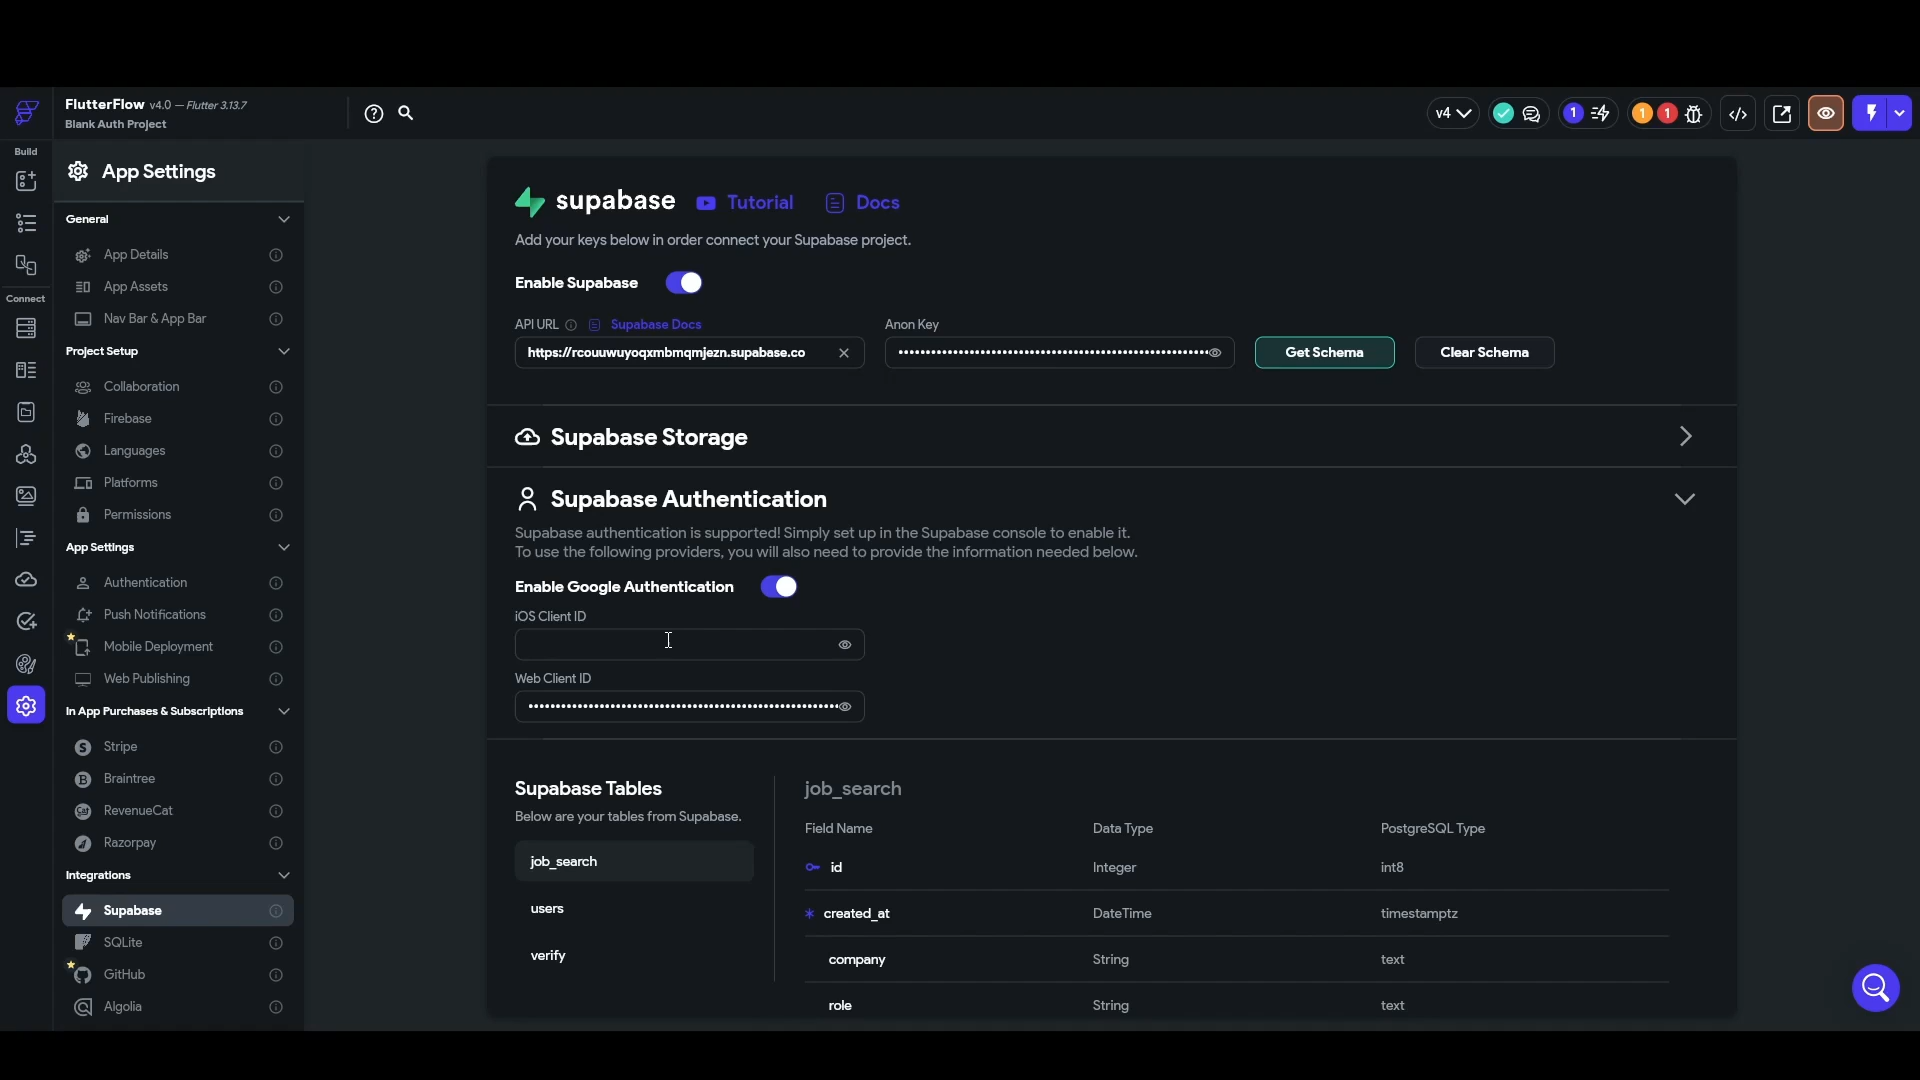 FlutterFlow v4.0 — Flutter 3.13.7
Blank Auth Project
v4
1
1
1
Build
Connect
App Settings
General
App Details
App Assets
Nav Bar & App Bar
Project Setup
Collaboration
Firebase
Languages
Platforms
Permissions
App Settings
Authentication
Push Notifications
Mobile Deployment
Web Publishing
In App Purchases & Subscriptions
Stripe
Braintree
RevenueCat
Razorpay
Integrations
Supabase
SQLite
GitHub
Algolia
supabase Tutorial Docs
Add your keys below in order connect your Supabase project.
Enable Supabase
API URL Supabase Docs Anon Key
https://rcouuwuyoqxmbmqmjezn.supabase.co •••••••••••••••••••••••••••••••••••••••••••••••••••••••• Get Schema Clear Schema
Supabase Storage
Supabase Authentication
Supabase authentication is supported! Simply set up in the Supabase console to enable it.
To use the following providers, you will also need to provide the information needed below.
Enable Google Authentication
iOS Client ID
Web Client ID
••••••••••••••••••••••••••••••••••••••••••••••••••••••••
Supabase Tables
Below are your tables from Supabase.
job_search
users
verify
job_search
Field Name Data Type PostgreSQL Type
id Integer int8
* created_at DateTime timestamptz
company String text
role String text